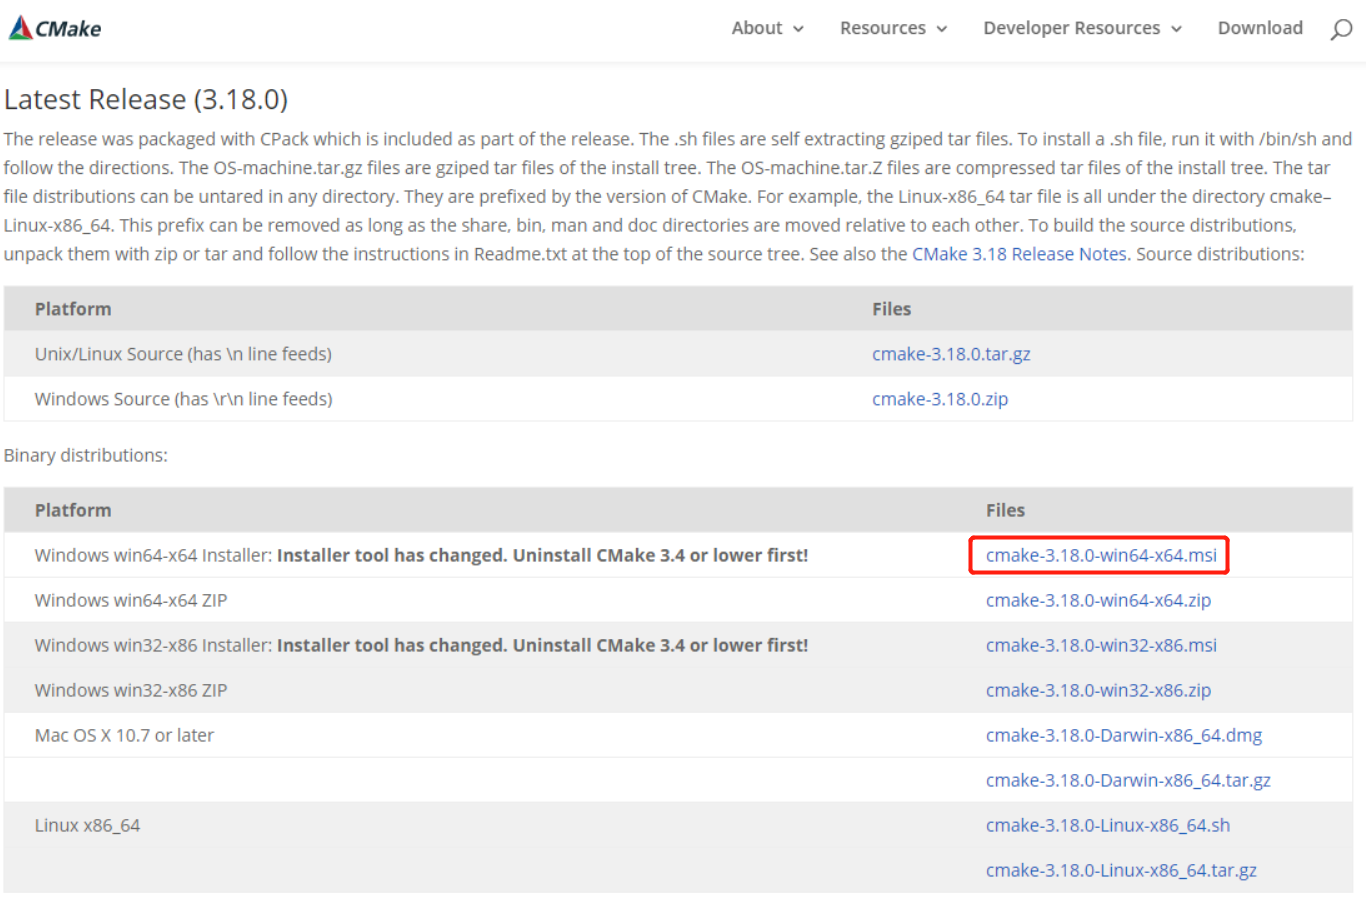 CMake
About Resources Developer Resources Download
Latest Release (3.18.0)
The release was packaged with CPack which is included as part of the release. The .sh files are self extracting gziped tar files. To install a .sh file, run it with /bin/sh and
follow the directions. The OS-machine.tar.gz files are gziped tar files of the install tree. The OS-machine.tar.Z files are compressed tar files of the install tree. The tar
file distributions can be untared in any directory. They are prefixed by the version of CMake. For example, the Linux-x86_64 tar file is all under the directory cmake–
Linux-x86_64. This prefix can be removed as long as the share, bin, man and doc directories are moved relative to each other. To build the source distributions,
unpack them with zip or tar and follow the instructions in Readme.txt at the top of the source tree. See also the CMake 3.18 Release Notes. Source distributions:
Platform Files
Unix/Linux Source (has \n line feeds) cmake-3.18.0.tar.gz
Windows Source (has \r\n line feeds) cmake-3.18.0.zip
Binary distributions:
Platform Files
Windows win64-x64 Installer: Installer tool has changed. Uninstall CMake 3.4 or lower first! cmake-3.18.0-win64-x64.msi
Windows win64-x64 ZIP cmake-3.18.0-win64-x64.zip
Windows win32-x86 Installer: Installer tool has changed. Uninstall CMake 3.4 or lower first! cmake-3.18.0-win32-x86.msi
Windows win32-x86 ZIP cmake-3.18.0-win32-x86.zip
Mac OS X 10.7 or later cmake-3.18.0-Darwin-x86_64.dmg
cmake-3.18.0-Darwin-x86_64.tar.gz
Linux x86_64 cmake-3.18.0-Linux-x86_64.sh
cmake-3.18.0-Linux-x86_64.tar.gz